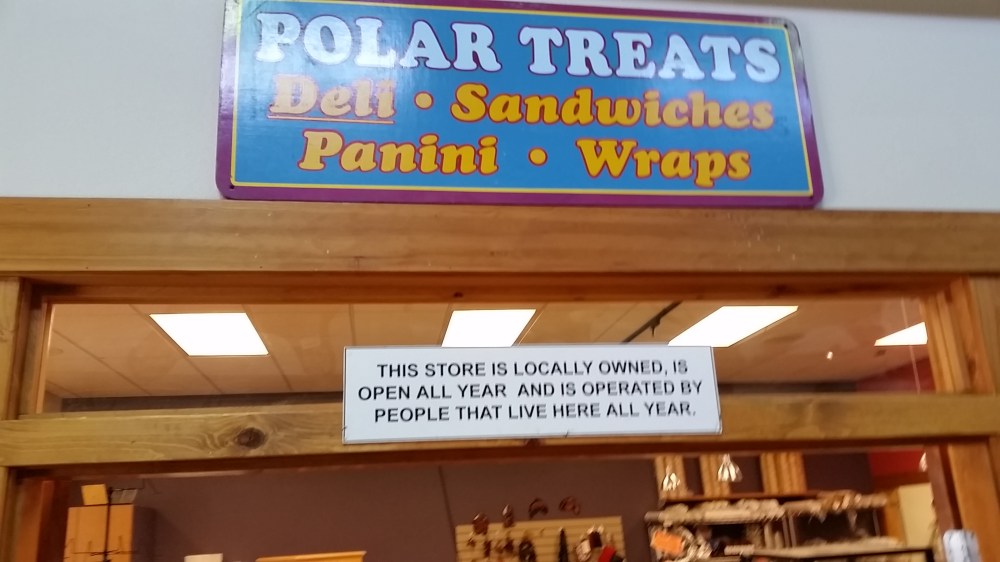 POLAR TREATS
Deli • Sandwiches
Panini • Wraps
THIS STORE IS LOCALLY OWNED, IS
OPEN ALL YEAR AND IS OPERATED BY
PEOPLE THAT LIVE HERE ALL YEAR.